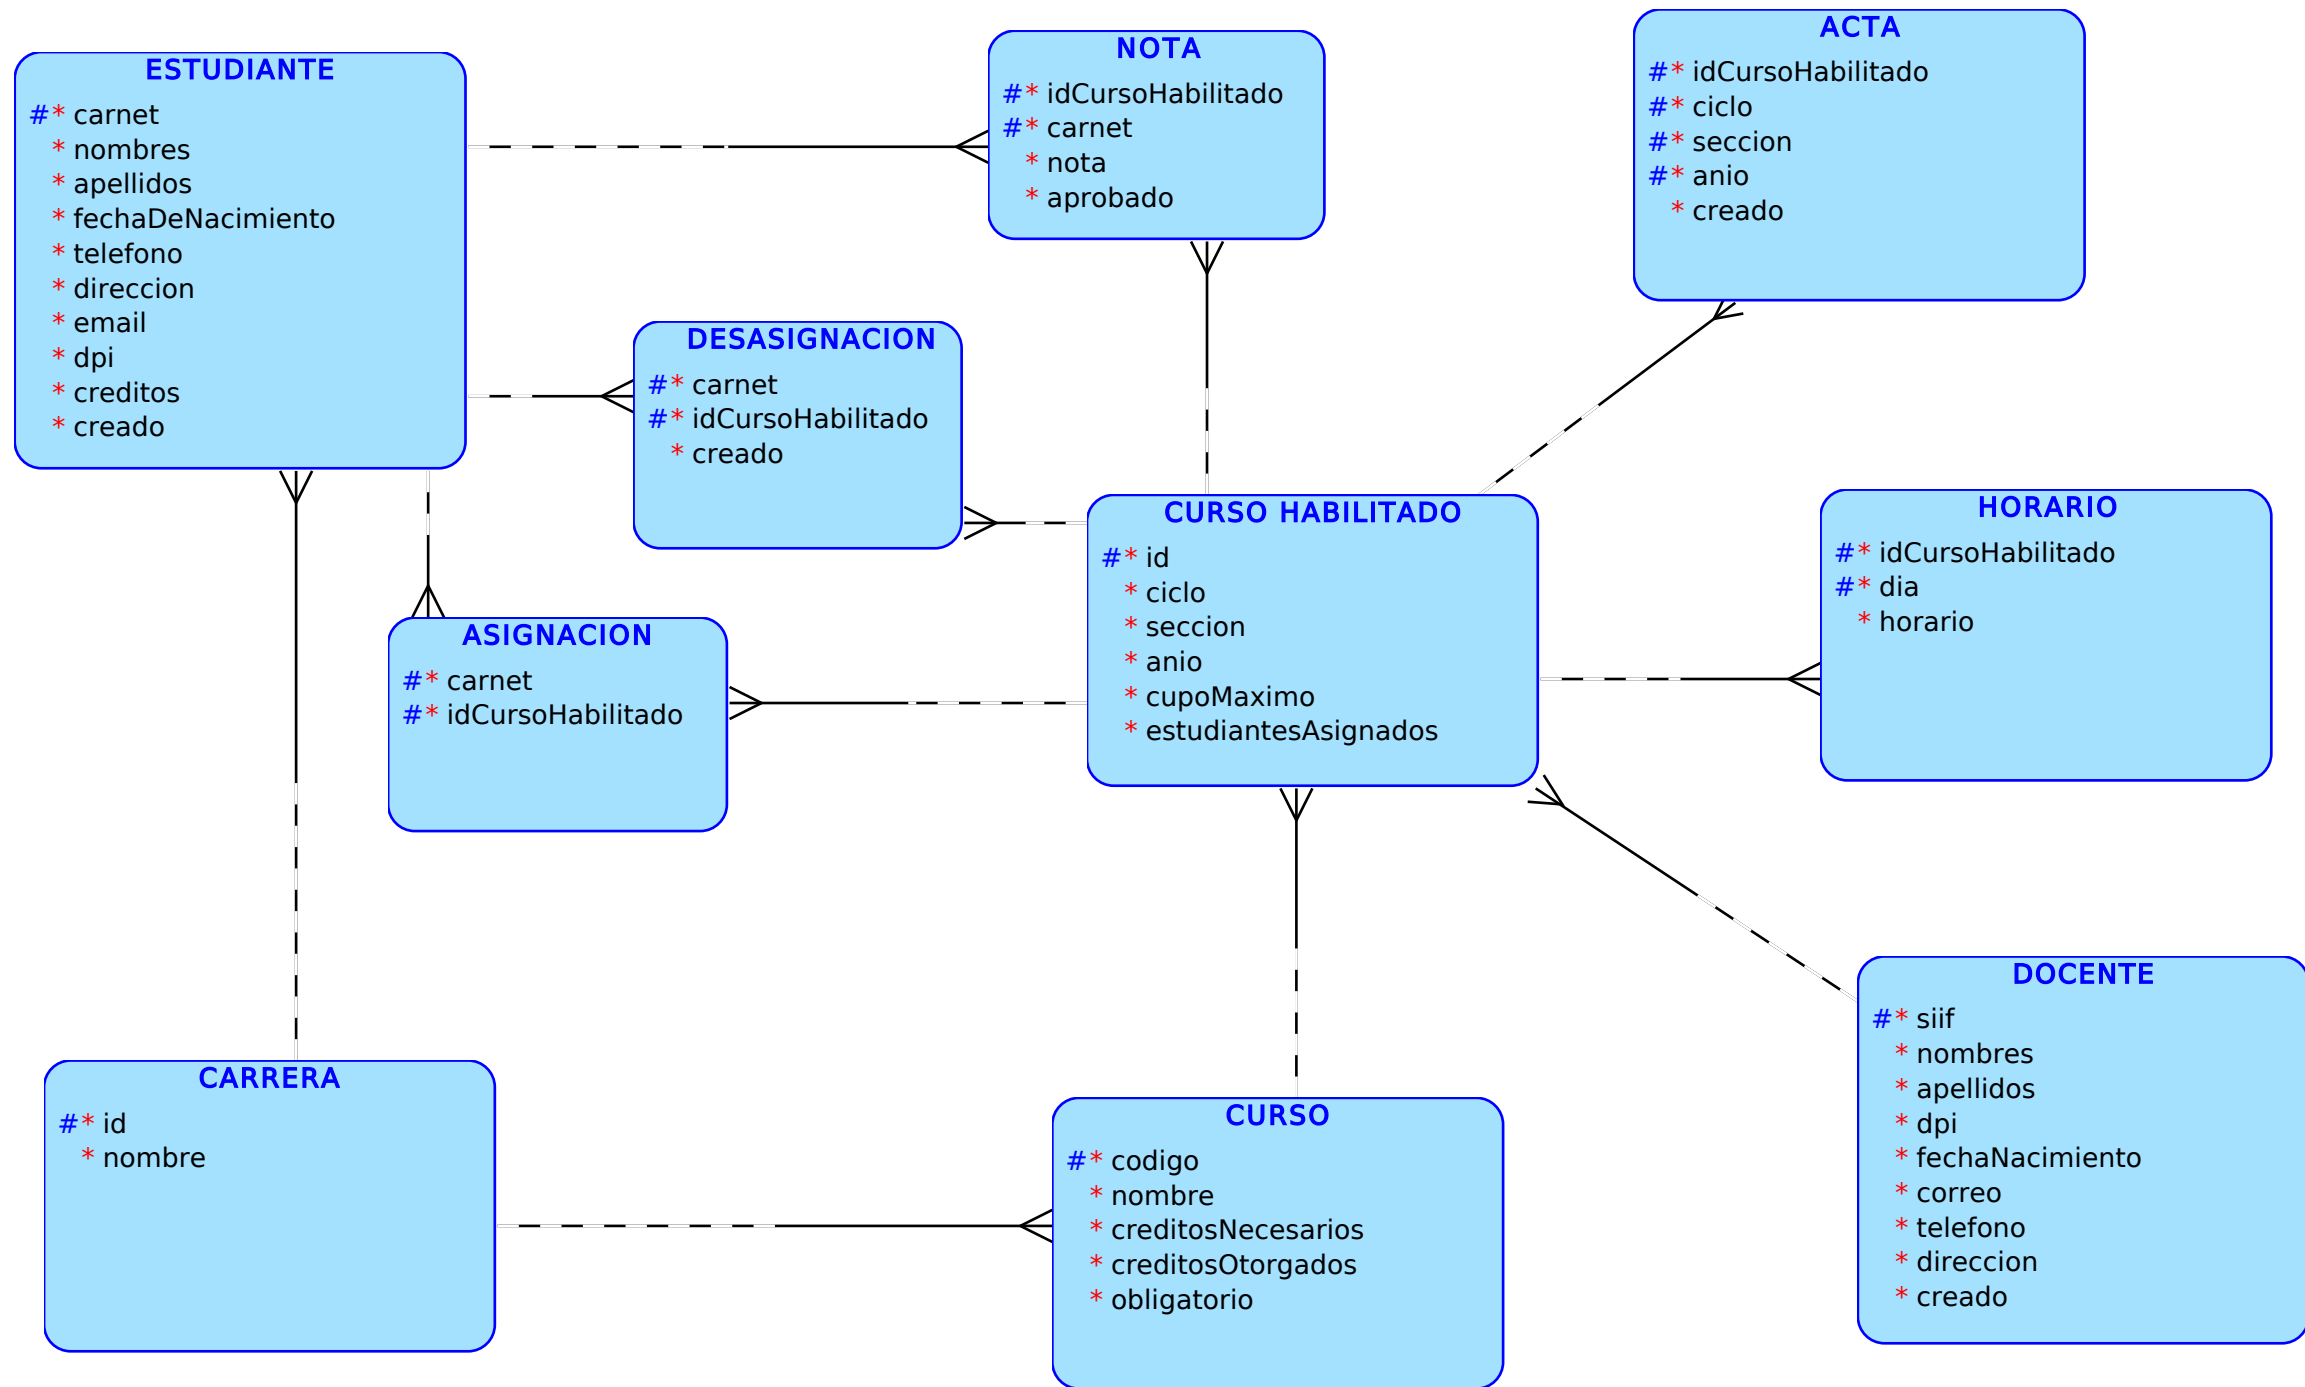 ESTUDIANTE
#* carnet
* nombres
* apellidos
* fechaDeNacimiento
* telefono
* direccion
* email
* dpi
* creditos
* creado
NOTA
#* idCursoHabilitado
#* carnet
* nota
* aprobado
ACTA
#* idCursoHabilitado
#* ciclo
#* seccion
#* anio
* creado
DESASIGNACION
#* carnet
#* idCursoHabilitado
* creado
CURSO HABILITADO
#* id
* ciclo
* seccion
* anio
* cupoMaximo
* estudiantesAsignados
HORARIO
#* idCursoHabilitado
#* dia
* horario
ASIGNACION
#* carnet
#* idCursoHabilitado
CARRERA
#* id
* nombre
CURSO
#* codigo
* nombre
* creditosNecesarios
* creditosOtorgados
* obligatorio
DOCENTE
#* siif
* nombres
* apellidos
* dpi
* fechaNacimiento
* correo
* telefono
* direccion
* creado